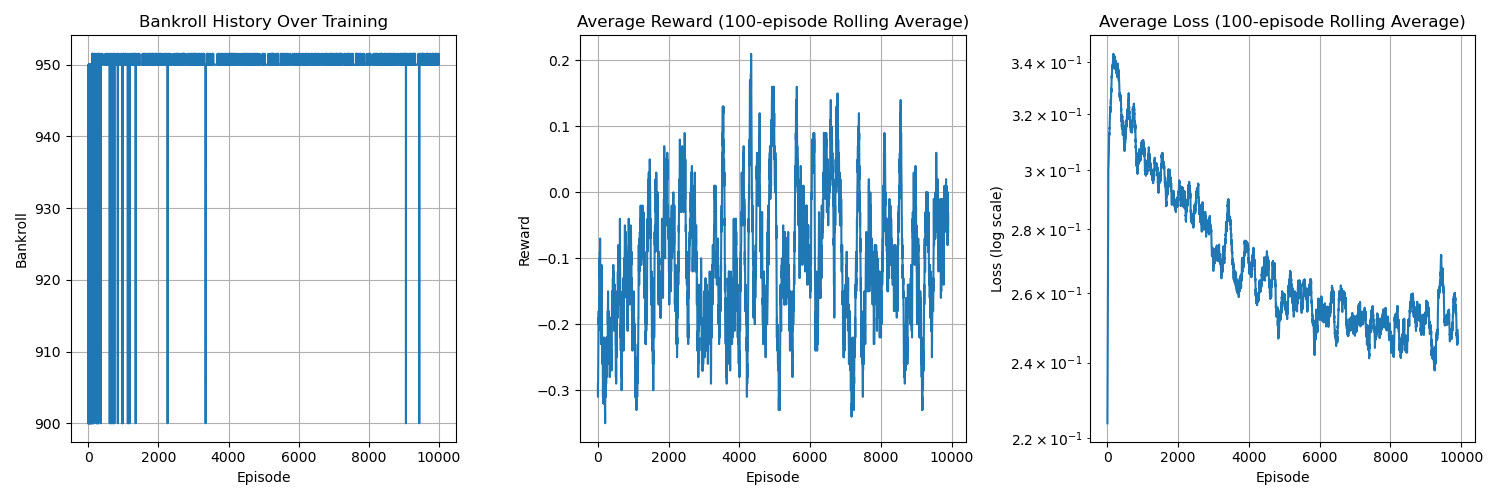 Bankroll History Over Training
950
940
930
920
910
900
Bankroll
0 2000 4000 6000 8000 10000
Episode
Average Reward (100-episode Rolling Average)
0.2
0.1
0.0
−0.1
−0.2
−0.3
Reward
0 2000 4000 6000 8000 10000
Episode
Average Loss (100-episode Rolling Average)
3.4 × 10⁻¹
3.2 × 10⁻¹
3 × 10⁻¹
2.8 × 10⁻¹
2.6 × 10⁻¹
2.4 × 10⁻¹
2.2 × 10⁻¹
Loss (log scale)
0 2000 4000 6000 8000 10000
Episode